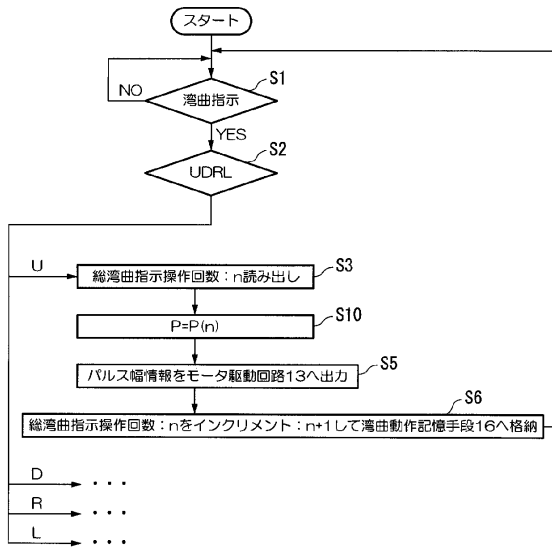 スタート
S1
湾曲指示
NO
YES
S2
UDRL
U
S3
総湾曲指示操作回数：n読み出し
S10
P=P(n)
S5
パルス幅情報をモータ駆動回路13へ出力
S6
総湾曲指示操作回数：nをインクリメント：n+1して湾曲動作記憶手段16へ格納
D ・・・
R ・・・
L ・・・